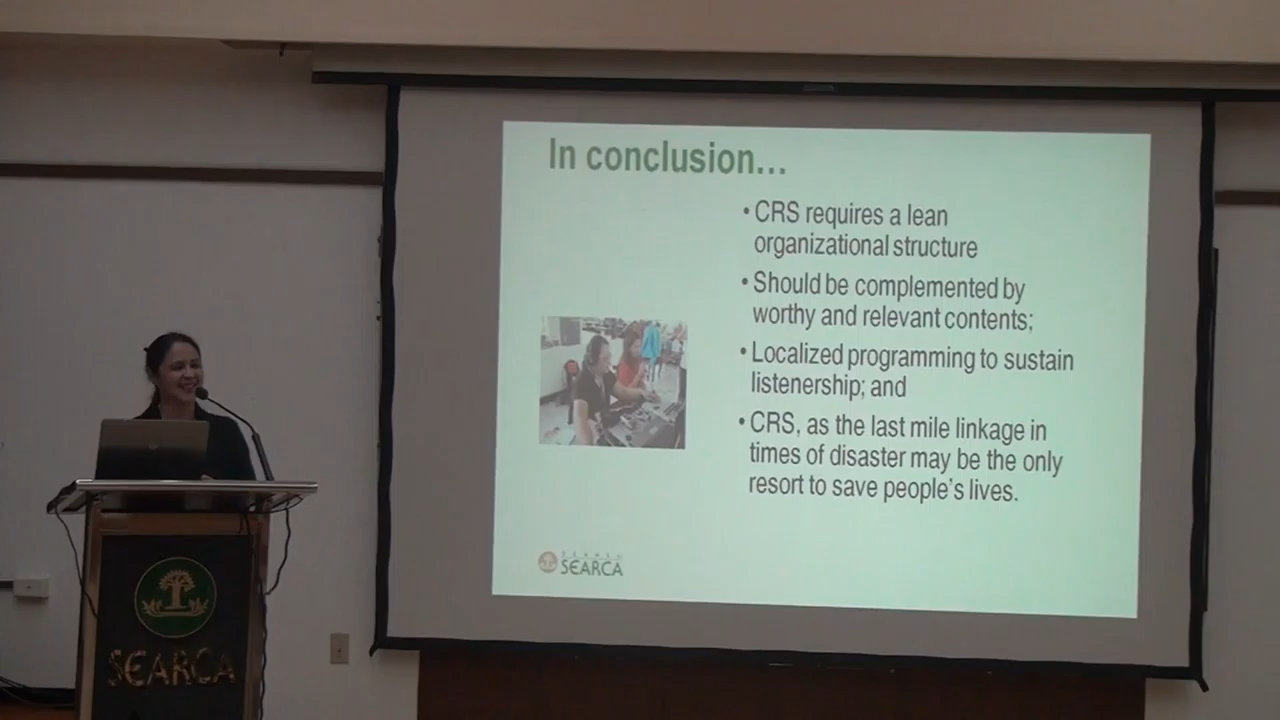 In conclusion...
• CRS requires a lean
organizational structure
• Should be complemented by
worthy and relevant contents;
• Localized programming to sustain
listenership; and
• CRS, as the last mile linkage in
times of disaster may be the only
resort to save people's lives.
SEARCA
SEARCA